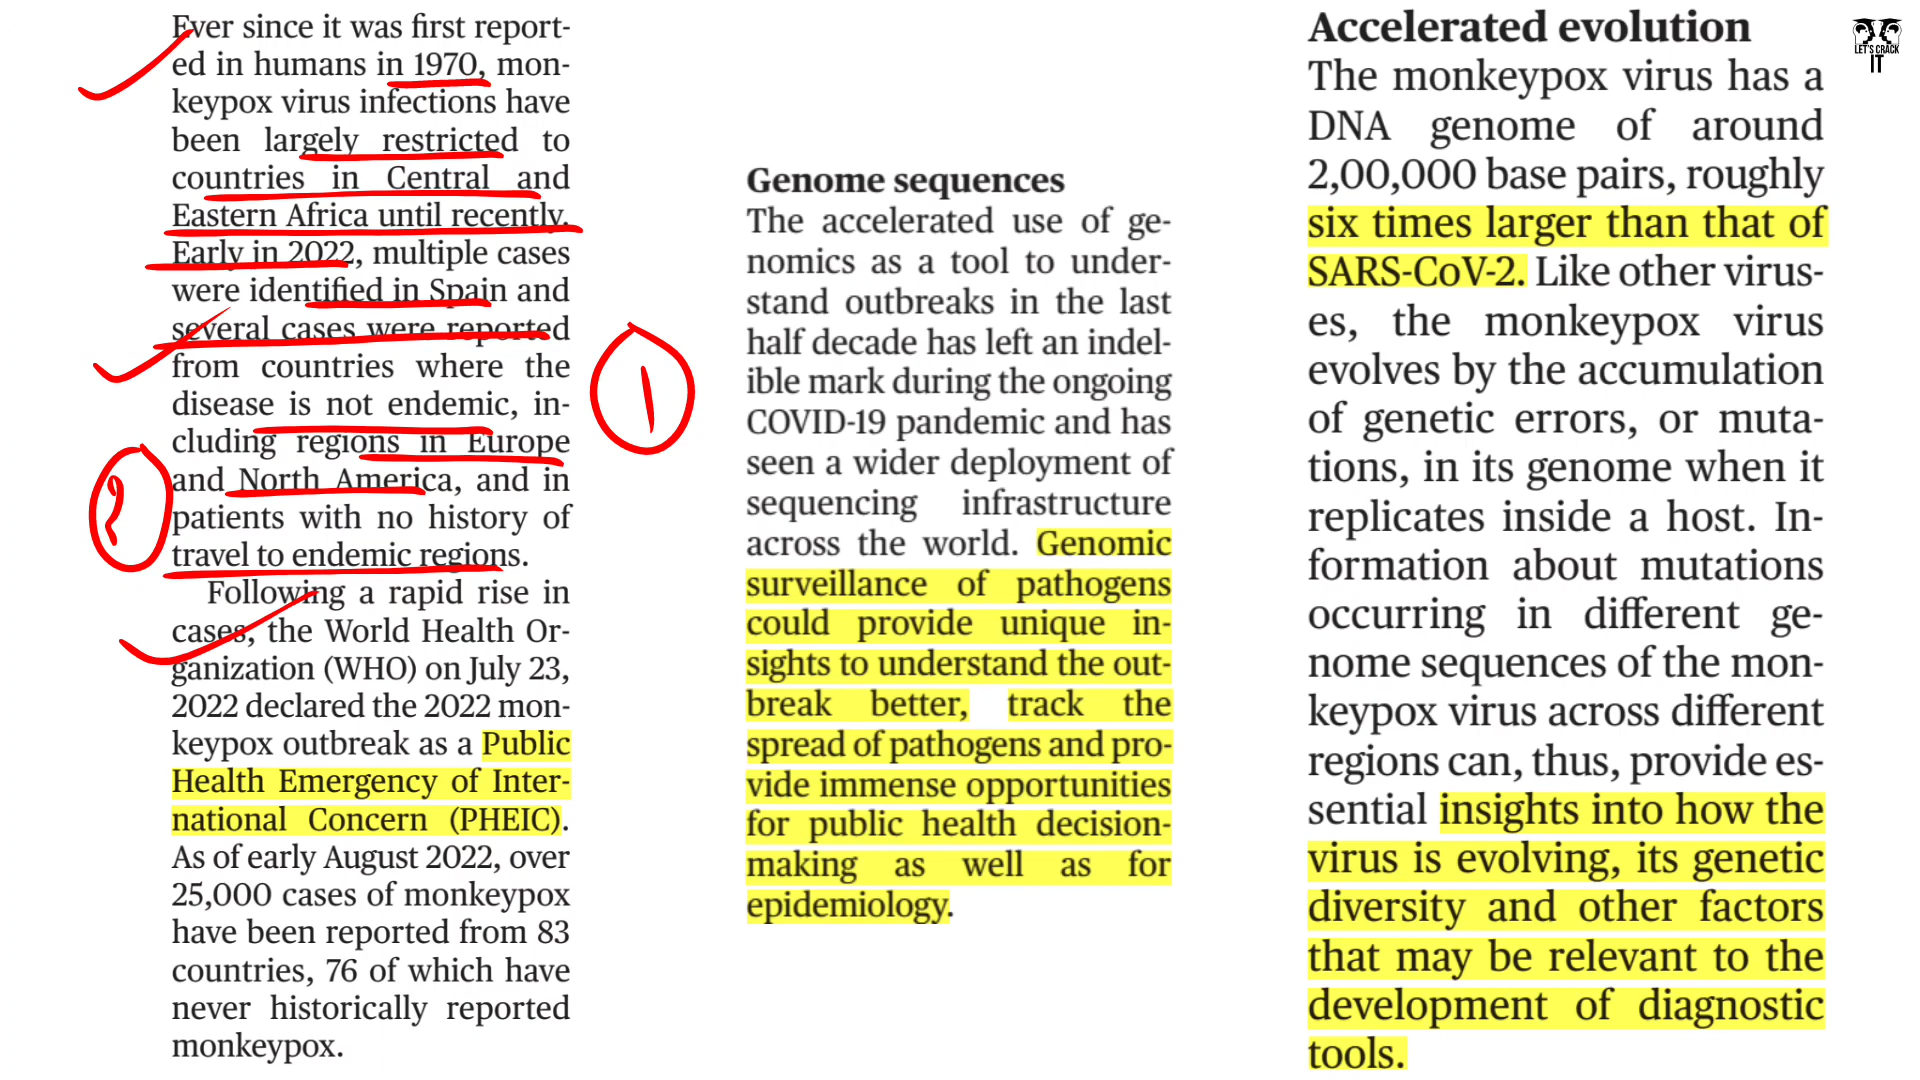 Ever since it was first report-
ed in humans in 1970, mon-
keypox virus infections have
been largely restricted to
countries in Central and
Eastern Africa until recently.
Early in 2022, multiple cases
were identified in Spain and
several cases were reported
from countries where the
disease is not endemic, in-
cluding regions in Europe
and North America, and in
patients with no history of
travel to endemic regions.
Following a rapid rise in
cases, the World Health Or-
ganization (WHO) on July 23,
2022 declared the 2022 mon-
keypox outbreak as a Public
Health Emergency of Inter-
national Concern (PHEIC).
As of early August 2022, over
25,000 cases of monkeypox
have been reported from 83
countries, 76 of which have
never historically reported
monkeypox.
1
2
Genome sequences
The accelerated use of ge-
nomics as a tool to under-
stand outbreaks in the last
half decade has left an indel-
ible mark during the ongoing
COVID-19 pandemic and has
seen a wider deployment of
sequencing infrastructure
across the world. Genomic
surveillance of pathogens
could provide unique in-
sights to understand the out-
break better, track the
spread of pathogens and pro-
vide immense opportunities
for public health decision-
making as well as for
epidemiology.
Accelerated evolution
The monkeypox virus has a
DNA genome of around
2,00,000 base pairs, roughly
six times larger than that of
SARS-CoV-2. Like other virus-
es, the monkeypox virus
evolves by the accumulation
of genetic errors, or muta-
tions, in its genome when it
replicates inside a host. In-
formation about mutations
occurring in different ge-
nome sequences of the mon-
keypox virus across different
regions can, thus, provide es-
sential insights into how the
virus is evolving, its genetic
diversity and other factors
that may be relevant to the
development of diagnostic
tools.
LET'S CRACK
IT